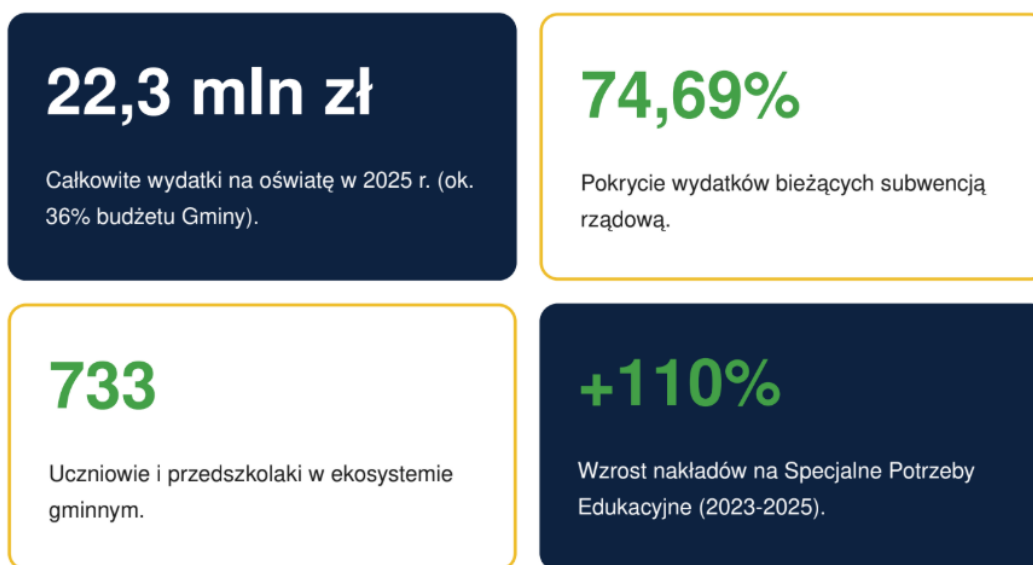 22,3 mln zł
Całkowite wydatki na oświatę w 2025 r. (ok.
36% budżetu Gminy).
74,69%
Pokrycie wydatków bieżących subwencją
rządową.
733
Uczniowie i przedszkolaki w ekosystemie
gminnym.
+110%
Wzrost nakładów na Specjalne Potrzeby
Edukacyjne (2023-2025).